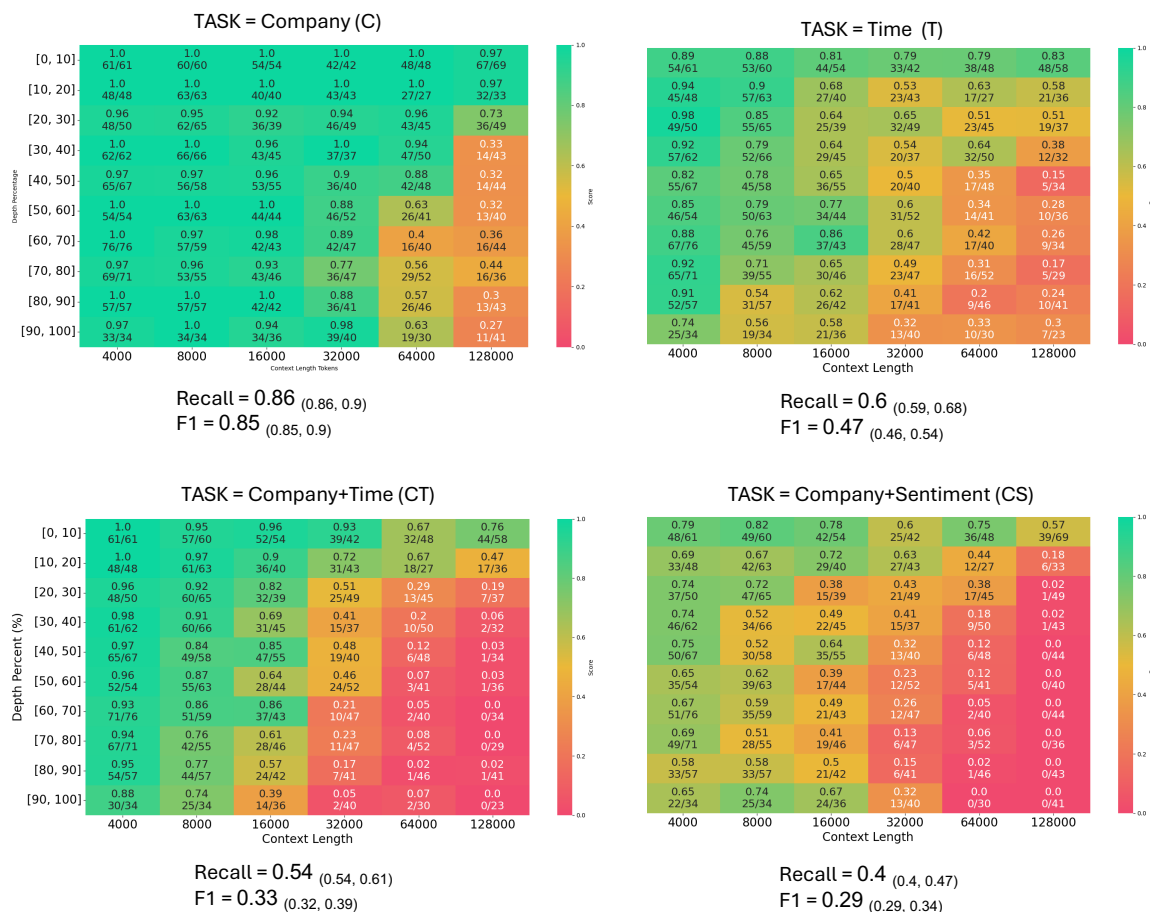 TASK = Company (C)
[0, 10] 1.0 1.0 1.0 1.0 1.0 0.97
61/61 60/60 54/54 42/42 48/48 67/69
[10, 20] 1.0 1.0 1.0 1.0 1.0 0.97
48/48 63/63 40/40 43/43 27/27 32/33
[20, 30] 0.96 0.95 0.92 0.94 0.96 0.73
48/50 62/65 36/39 46/49 43/45 36/49
[30, 40] 1.0 1.0 0.96 1.0 0.94 0.33
62/62 66/66 43/45 37/37 47/50 14/43
[40, 50] 0.97 0.97 0.96 0.9 0.88 0.32
65/67 56/58 53/55 36/40 42/48 14/44
[50, 60] 1.0 1.0 1.0 0.88 0.63 0.32
54/54 63/63 44/44 46/52 26/41 13/40
[60, 70] 1.0 0.97 0.98 0.89 0.4 0.36
76/76 57/59 42/43 42/47 16/40 16/44
[70, 80] 0.97 0.96 0.93 0.77 0.56 0.44
69/71 53/55 43/46 36/47 29/52 16/36
[80, 90] 1.0 1.0 1.0 0.88 0.57 0.3
57/57 57/57 42/42 36/41 26/46 13/43
[90, 100] 0.97 1.0 0.94 0.98 0.63 0.27
33/34 34/34 34/36 39/40 19/30 11/41
4000 8000 16000 32000 64000 128000
Context Length Tokens
Depth Percentage
1.0
0.8
0.6
0.4
0.2
0.0
Score
Recall = 0.86 (0.86, 0.9)
F1 = 0.85 (0.85, 0.9)
TASK = Time (T)
0.89 0.88 0.81 0.79 0.79 0.83
54/61 53/60 44/54 33/42 38/48 48/58
0.94 0.9 0.68 0.53 0.63 0.58
45/48 57/63 27/40 23/43 17/27 21/36
0.98 0.85 0.64 0.65 0.51 0.51
49/50 55/65 25/39 32/49 23/45 19/37
0.92 0.79 0.64 0.54 0.64 0.38
57/62 52/66 29/45 20/37 32/50 12/32
0.82 0.78 0.65 0.5 0.35 0.15
55/67 45/58 36/55 20/40 17/48 5/34
0.85 0.79 0.77 0.6 0.34 0.28
46/54 50/63 34/44 31/52 14/41 10/36
0.88 0.76 0.86 0.6 0.42 0.26
67/76 45/59 37/43 28/47 17/40 9/34
0.92 0.71 0.65 0.49 0.31 0.17
65/71 39/55 30/46 23/47 16/52 5/29
0.91 0.54 0.62 0.41 0.2 0.24
52/57 31/57 26/42 17/41 9/46 10/41
0.74 0.56 0.58 0.32 0.33 0.3
25/34 19/34 21/36 13/40 10/30 7/23
4000 8000 16000 32000 64000 128000
Context Length
1.0
0.8
0.6
0.4
0.2
0.0
Recall = 0.6 (0.59, 0.68)
F1 = 0.47 (0.46, 0.54)
TASK = Company+Time (CT)
[0, 10] 1.0 0.95 0.96 0.93 0.67 0.76
61/61 57/60 52/54 39/42 32/48 44/58
[10, 20] 1.0 0.97 0.9 0.72 0.67 0.47
48/48 61/63 36/40 31/43 18/27 17/36
[20, 30] 0.96 0.92 0.82 0.51 0.29 0.19
48/50 60/65 32/39 25/49 13/45 7/37
[30, 40] 0.98 0.91 0.69 0.41 0.2 0.06
61/62 60/66 31/45 15/37 10/50 2/32
[40, 50] 0.97 0.84 0.85 0.48 0.12 0.03
65/67 49/58 47/55 19/40 6/48 1/34
[50, 60] 0.96 0.87 0.64 0.46 0.07 0.03
52/54 55/63 28/44 24/52 3/41 1/36
[60, 70] 0.93 0.86 0.86 0.21 0.05 0.0
71/76 51/59 37/43 10/47 2/40 0/34
[70, 80] 0.94 0.76 0.61 0.23 0.08 0.0
67/71 42/55 28/46 11/47 4/52 0/29
[80, 90] 0.95 0.77 0.57 0.17 0.02 0.02
54/57 44/57 24/42 7/41 1/46 1/41
[90, 100] 0.88 0.74 0.39 0.05 0.07 0.0
30/34 25/34 14/36 2/40 2/30 0/23
4000 8000 16000 32000 64000 128000
Context Length
Depth Percent (%)
1.0
0.8
0.6
0.4
0.2
0.0
Score
Recall = 0.54 (0.54, 0.61)
F1 = 0.33 (0.32, 0.39)
TASK = Company+Sentiment (CS)
0.79 0.82 0.78 0.6 0.75 0.57
48/61 49/60 42/54 25/42 36/48 39/69
0.69 0.67 0.72 0.63 0.44 0.18
33/48 42/63 29/40 27/43 12/27 6/33
0.74 0.72 0.38 0.43 0.38 0.02
37/50 47/65 15/39 21/49 17/45 1/49
0.74 0.52 0.49 0.41 0.18 0.02
46/62 34/66 22/45 15/37 9/50 1/43
0.75 0.52 0.64 0.32 0.12 0.0
50/67 30/58 35/55 13/40 6/48 0/44
0.65 0.62 0.39 0.23 0.12 0.0
35/54 39/63 17/44 12/52 5/41 0/40
0.67 0.59 0.49 0.26 0.05 0.0
51/76 35/59 21/43 12/47 2/40 0/44
0.69 0.51 0.41 0.13 0.06 0.0
49/71 28/55 19/46 6/47 3/52 0/36
0.58 0.58 0.5 0.15 0.02 0.0
33/57 33/57 21/42 6/41 1/46 0/43
0.65 0.74 0.67 0.32 0.0 0.0
22/34 25/34 24/36 13/40 0/30 0/41
4000 8000 16000 32000 64000 128000
Context Length
1.0
0.8
0.6
0.4
0.2
0.0
Recall = 0.4 (0.4, 0.47)
F1 = 0.29 (0.29, 0.34)